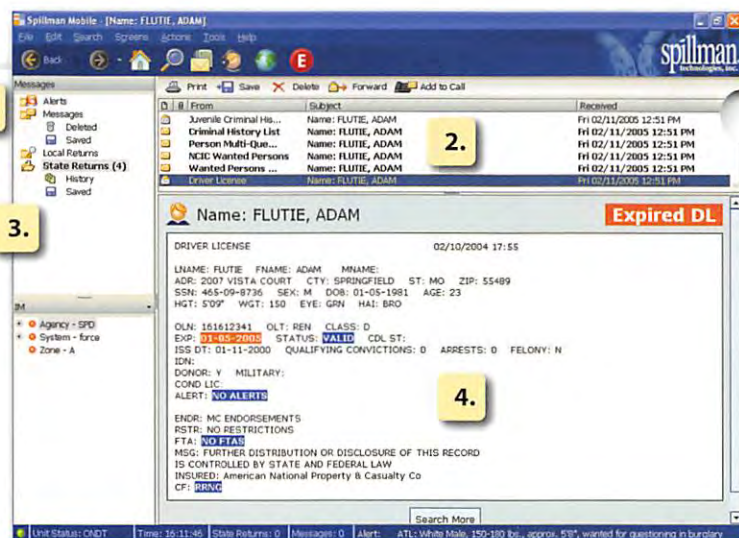 Spillman Mobile - [Name: FLUTIE, ADAM]
File Edit Search Screens Actions Tools Help
Back
E
spillman
technologies, inc.
Messages
Print Save Delete Forward Add to Call
Alerts
Messages
Deleted
Saved
Local Returns
State Returns (4)
History
Saved
From Subject Received
Juvenile Criminal His... Name: FLUTIE, ADAM Fri 02/11/2005 12:51 PM
Criminal History List Name: FLUTIE, ADAM Fri 02/11/2005 12:51 PM
Person Multi-Que... Name: FLUTIE, ADAM Fri 02/11/2005 12:51 PM
NCIC Wanted Persons Name: FLUTIE, ADAM Fri 02/11/2005 12:51 PM
Wanted Persons ... Name: FLUTIE, ADAM Fri 02/11/2005 12:51 PM
Driver License Name: FLUTIE, ADAM Fri 02/11/2005 12:51 PM
2.
3.
Name: FLUTIE, ADAM Expired DL
DRIVER LICENSE 02/10/2004 17:55
LNAME: FLUTIE FNAME: ADAM MNAME:
ADR: 2007 VISTA COURT CTY: SPRINGFIELD ST: MO ZIP: 55489
SSN: 465-09-8736 SEX: M DOB: 01-05-1981 AGE: 23
HGT: 5'09" WGT: 150 EYE: GRN HAI: BRO
OLN: 161612341 OLT: REN CLASS: D
EXP: 01-05-2005 STATUS: VALID CDL ST:
ISS DT: 01-11-2000 QUALIFYING CONVICTIONS: 0 ARRESTS: 0 FELONY: N
IDN:
DONOR: Y MILITARY:
COND LIC:
ALERT: NO ALERTS
4.
ENDR: MC ENDORSEMENTS
RSTR: NO RESTRICTIONS
FTA: NO FTAS
MSG: FURTHER DISTRIBUTION OR DISCLOSURE OF THIS RECORD
IS CONTROLLED BY STATE AND FEDERAL LAW
INSURED: American National Property & Casualty Co
CF: RRNG
Search More
IM
Agency - SPD
System - force
Zone - A
Unit Status: ONDT Time: 16:11:46 State Returns: 0 Messages: 0 Alert: ATL: White Male, 150-180 lbs., approx. 5'8", wanted for questioning in burglary